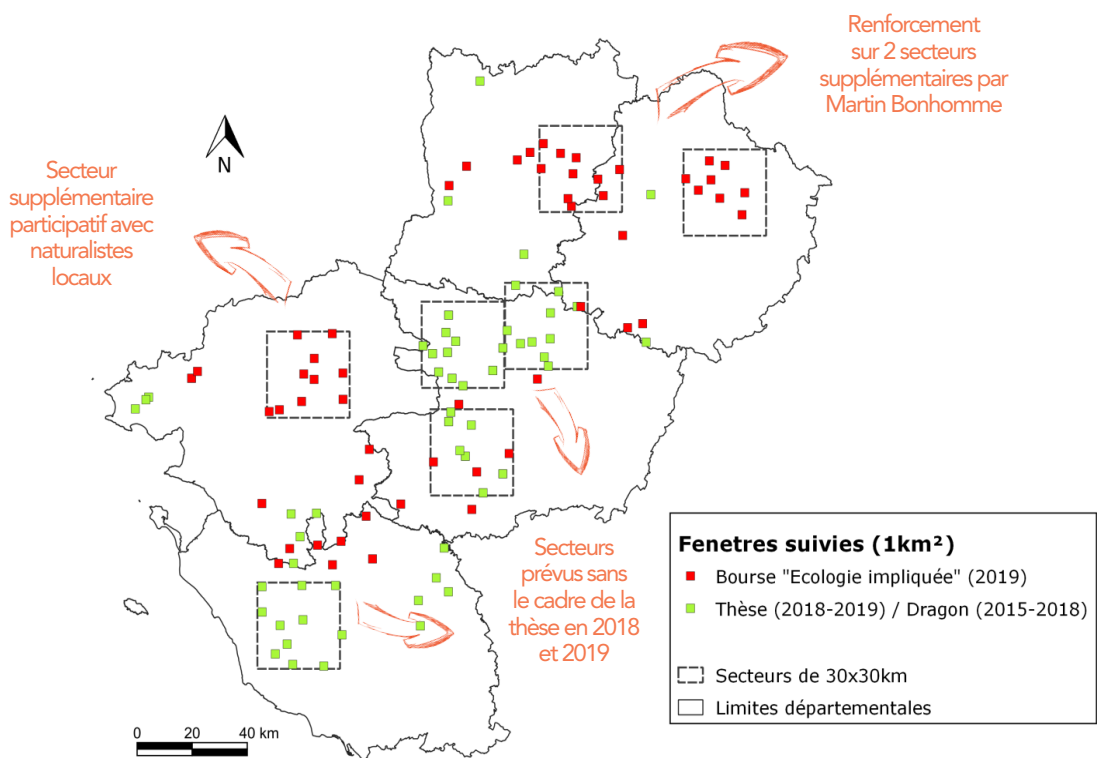 Renforcement
sur 2 secteurs
supplémentaires par
Martin Bonhomme
N
Secteur
supplémentaire
participatif avec
naturalistes
locaux
Secteurs
prévus sans
le cadre de la
thèse en 2018
et 2019
Fenetres suivies (1km²)
Bourse "Ecologie impliquée" (2019)
Thèse (2018-2019) / Dragon (2015-2018)
Secteurs de 30x30km
Limites départementales
0 20 40 km